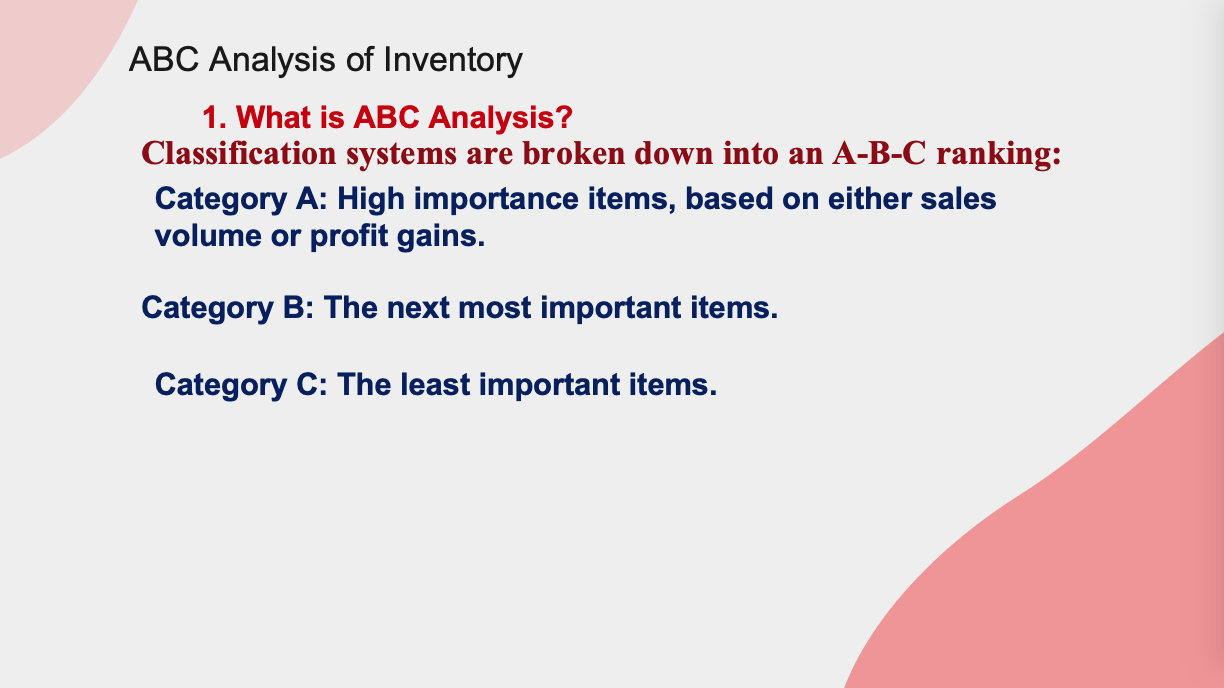 ABC Analysis of Inventory
1. What is ABC Analysis?
Classification systems are broken down into an A-B-C ranking:
Category A: High importance items, based on either sales
volume or profit gains.
Category B: The next most important items.
Category C: The least important items.